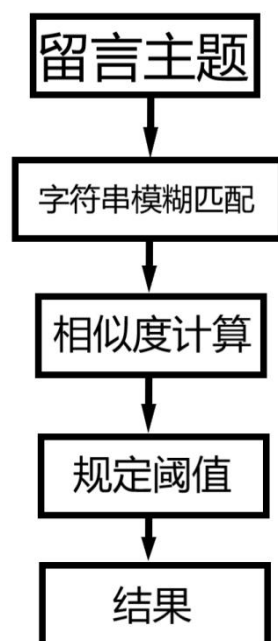 留言主题
字符串模糊匹配
相似度计算
规定阈值
结果